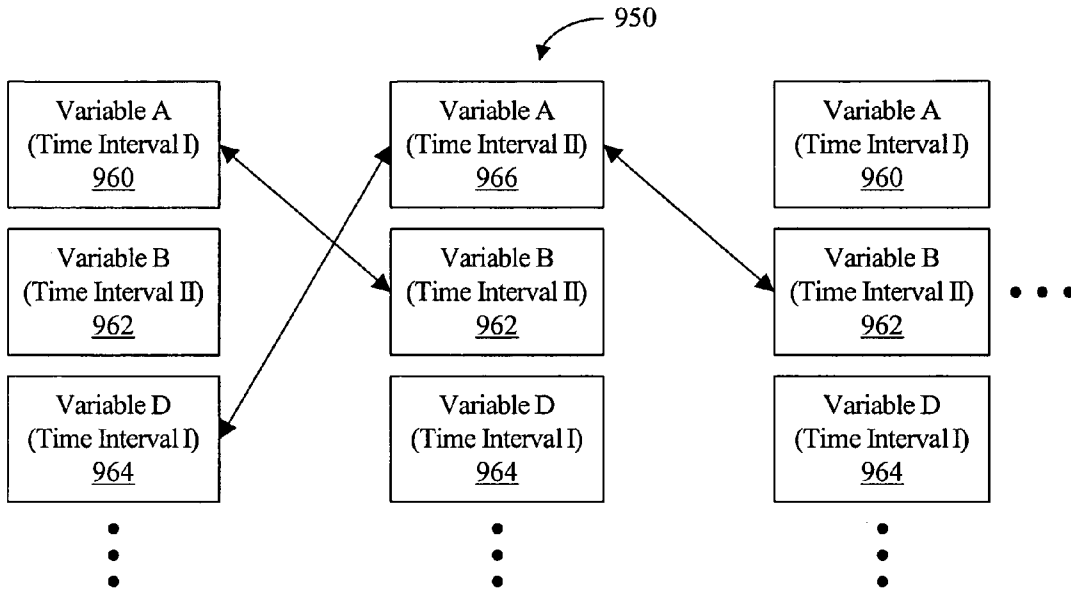 950
Variable A
(Time Interval I)
960
Variable A
(Time Interval II)
966
Variable A
(Time Interval I)
960
Variable B
(Time Interval II)
962
Variable B
(Time Interval II)
962
Variable B
(Time Interval II)
962
Variable D
(Time Interval I)
964
Variable D
(Time Interval I)
964
Variable D
(Time Interval I)
964